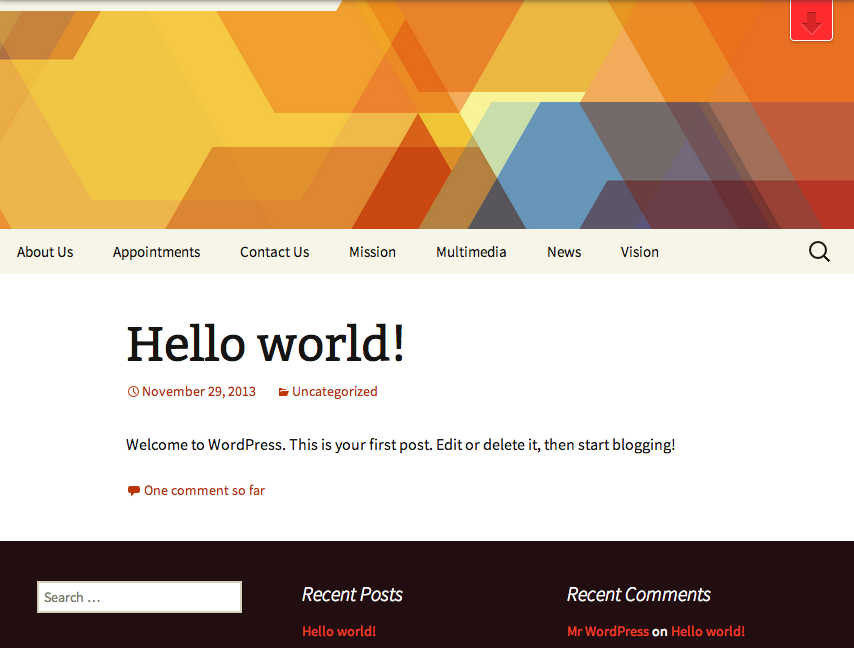 About Us Appointments Contact Us Mission Multimedia News Vision
Hello world!
November 29, 2013 Uncategorized
Welcome to WordPress. This is your first post. Edit or delete it, then start blogging!
One comment so far
Search …
Recent Posts
Hello world!
Recent Comments
Mr WordPress on Hello world!